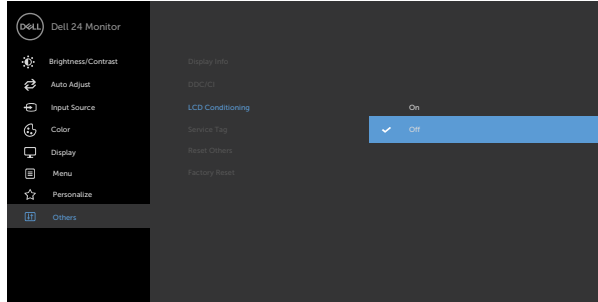 DELL Dell 24 Monitor
Brightness/Contrast
Auto Adjust
Input Source
Color
Display
Menu
Personalize
Others
Display Info
DDC/CI
LCD Conditioning On
Service Tag Off
Reset Others
Factory Reset